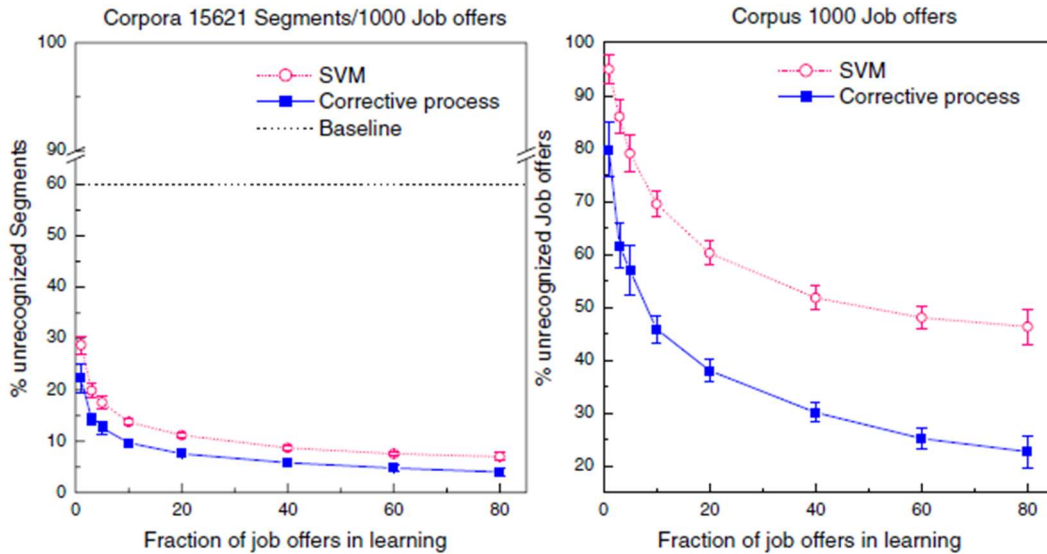 Corpora 15621 Segments/1000 Job offers
100
90
60
50
40
30
20
10
0
% unrecognized Segments
SVM
Corrective process
Baseline
0 20 40 60 80
Fraction of job offers in learning
Corpus 1000 Job offers
100
90
80
70
60
50
40
30
20
% unrecognized Job offers
SVM
Corrective process
0 20 40 60 80
Fraction of job offers in learning